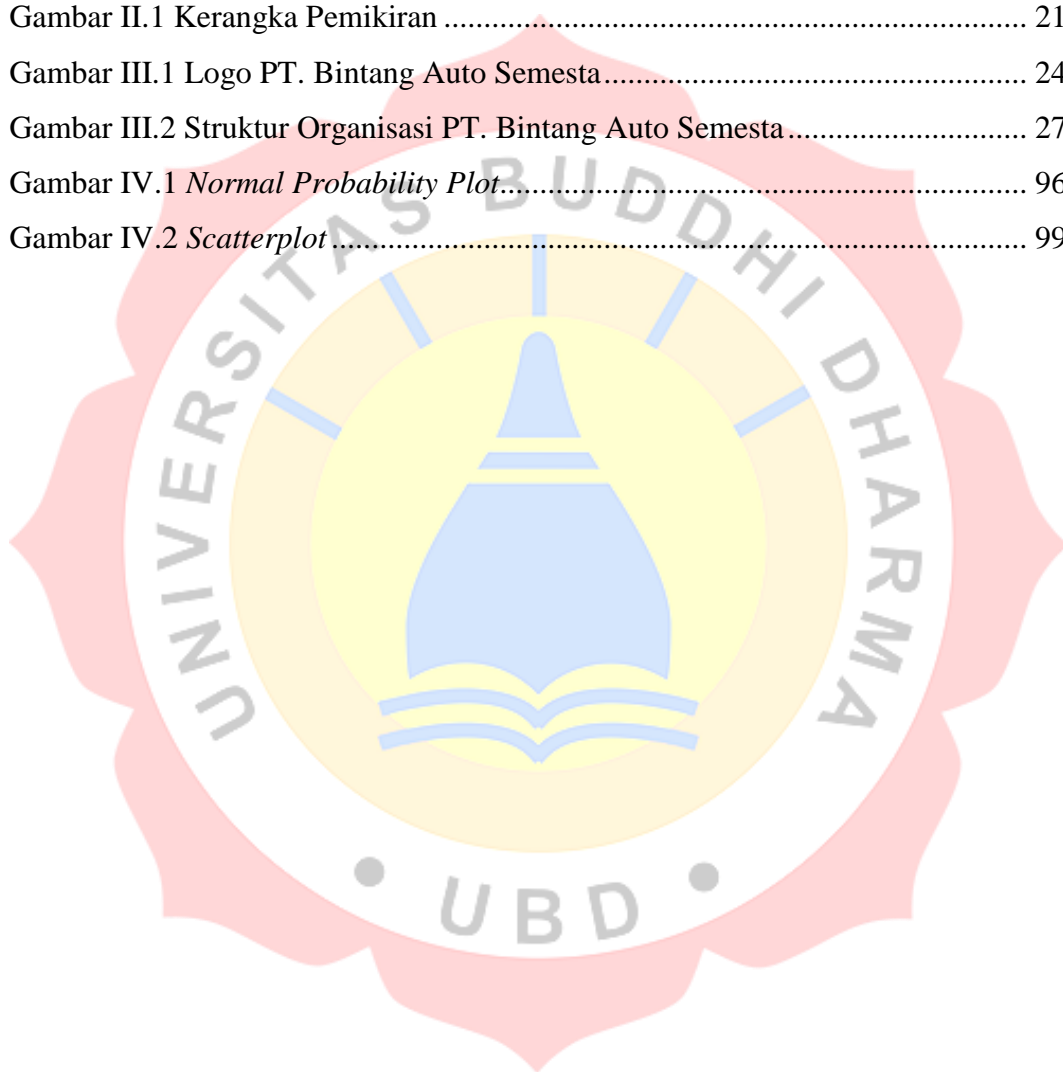 Gambar II.1 Kerangka Pemikiran ........................................................................ 21
Gambar III.1 Logo PT. Bintang Auto Semesta .................................................... 24
Gambar III.2 Struktur Organisasi PT. Bintang Auto Semesta ............................. 27
Gambar IV.1 Normal Probability Plot ................................................................. 96
Gambar IV.2 Scatterplot ...................................................................................... 99
UNIVERSITAS BUDDHI DHARMA
• UBD •